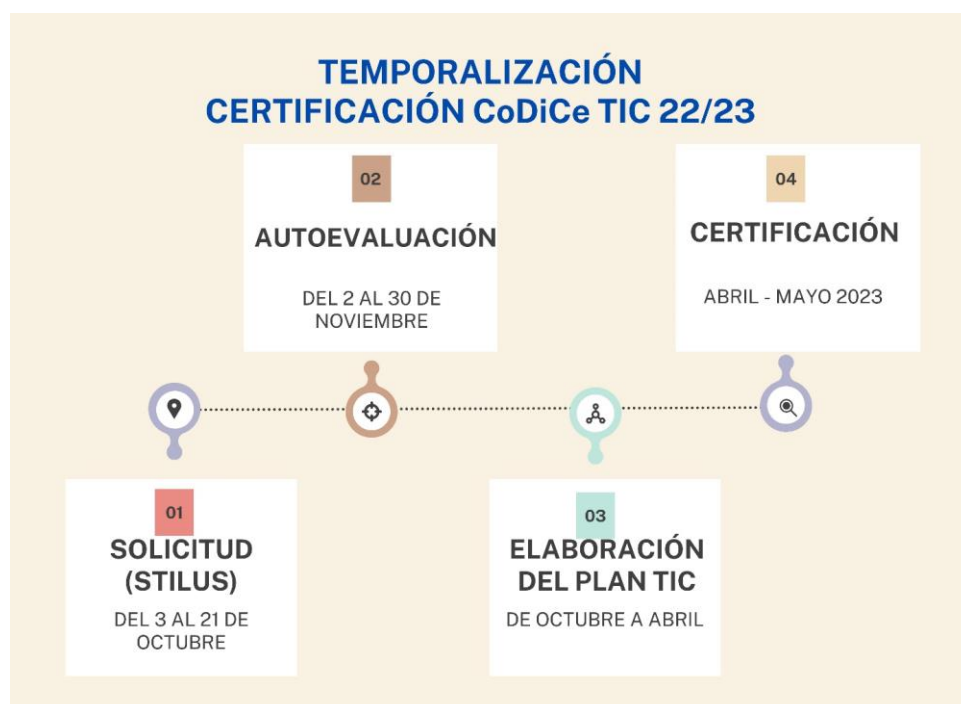 TEMPORALIZACIÓN
CERTIFICACIÓN CoDiCe TIC 22/23
01
SOLICITUD
(STILUS)
DEL 3 AL 21 DE
OCTUBRE
02
AUTOEVALUACIÓN
DEL 2 AL 30 DE
NOVIEMBRE
03
ELABORACIÓN
DEL PLAN TIC
DE OCTUBRE A ABRIL
04
CERTIFICACIÓN
ABRIL - MAYO 2023